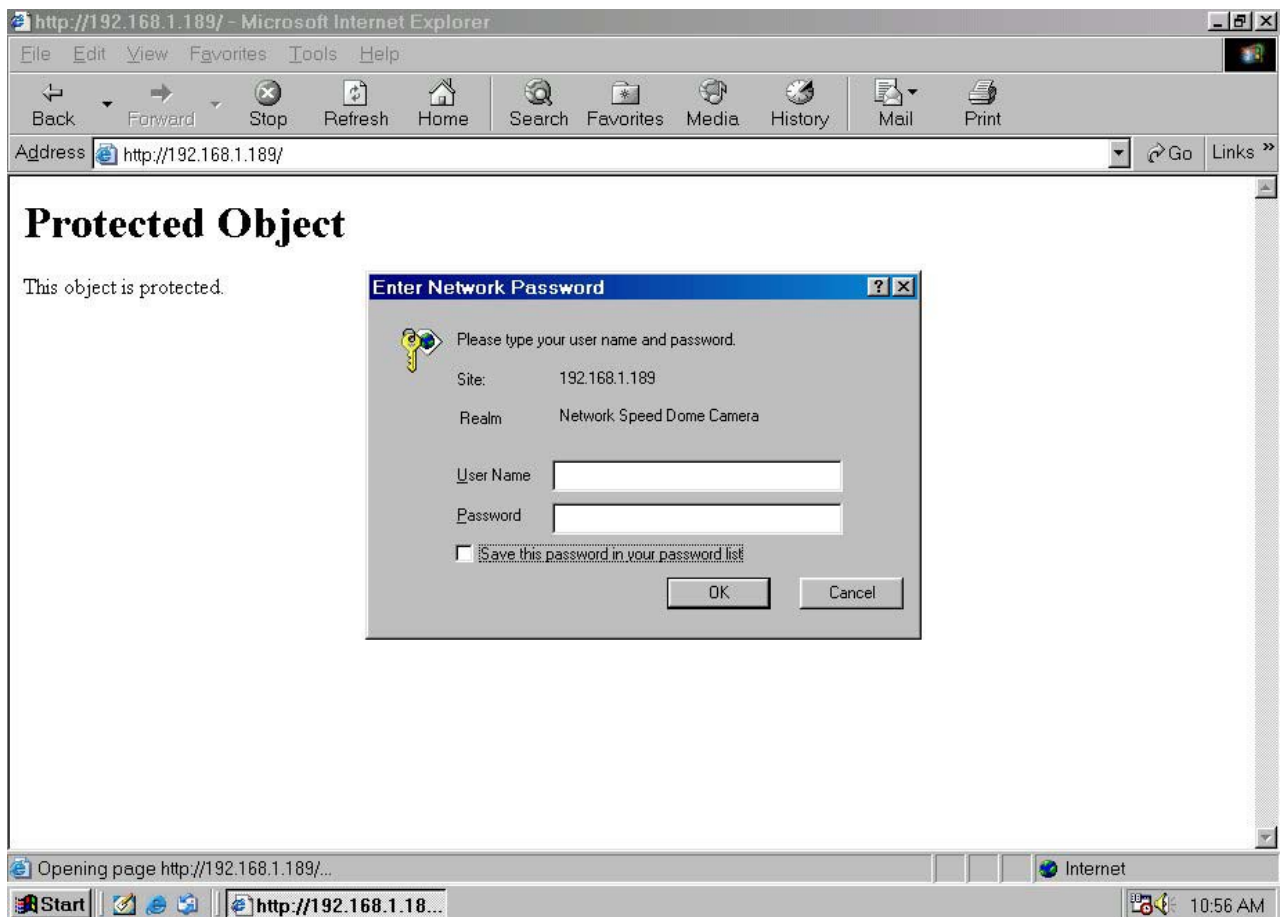 http://192.168.1.189/ - Microsoft Internet Explorer
File Edit View Favorites Tools Help
Back Forward Stop Refresh Home Search Favorites Media History Mail Print
Address http://192.168.1.189/ Go Links »
Protected Object
This object is protected.
Enter Network Password
Please type your user name and password.
Site: 192.168.1.189
Realm Network Speed Dome Camera
User Name
Password
Save this password in your password list
OK Cancel
Opening page http://192.168.1.189/... Internet
Start http://192.168.1.18... 10:56 AM